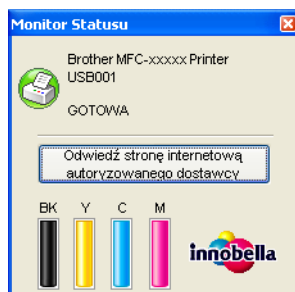 Monitor Statusu
Brother MFC-xxxxx Printer
USB001
GOTOWA
Odwiedź stronę internetową
autoryzowanego dostawcy
BK Y C M
innobella